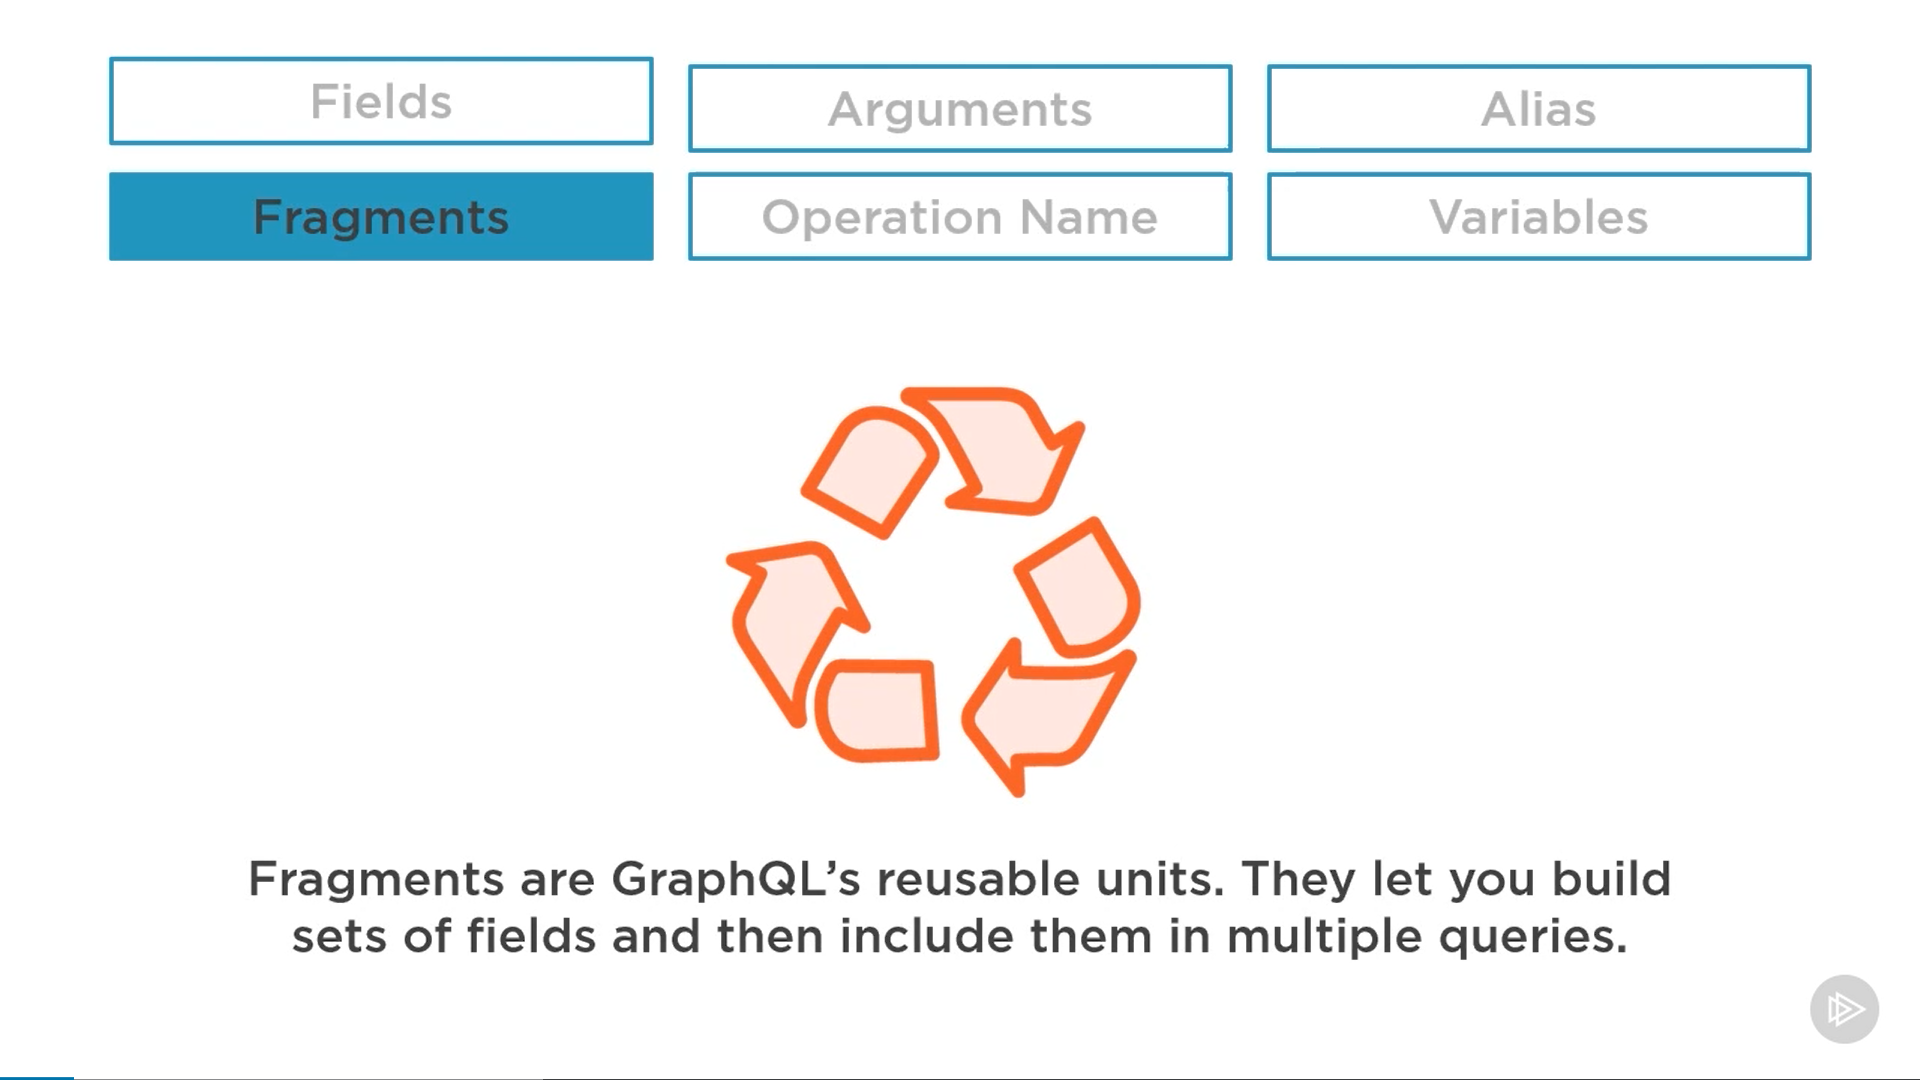 Fields
Arguments
Alias
Fragments
Operation Name
Variables
Fragments are GraphQL’s reusable units. They let you build
sets of fields and then include them in multiple queries.